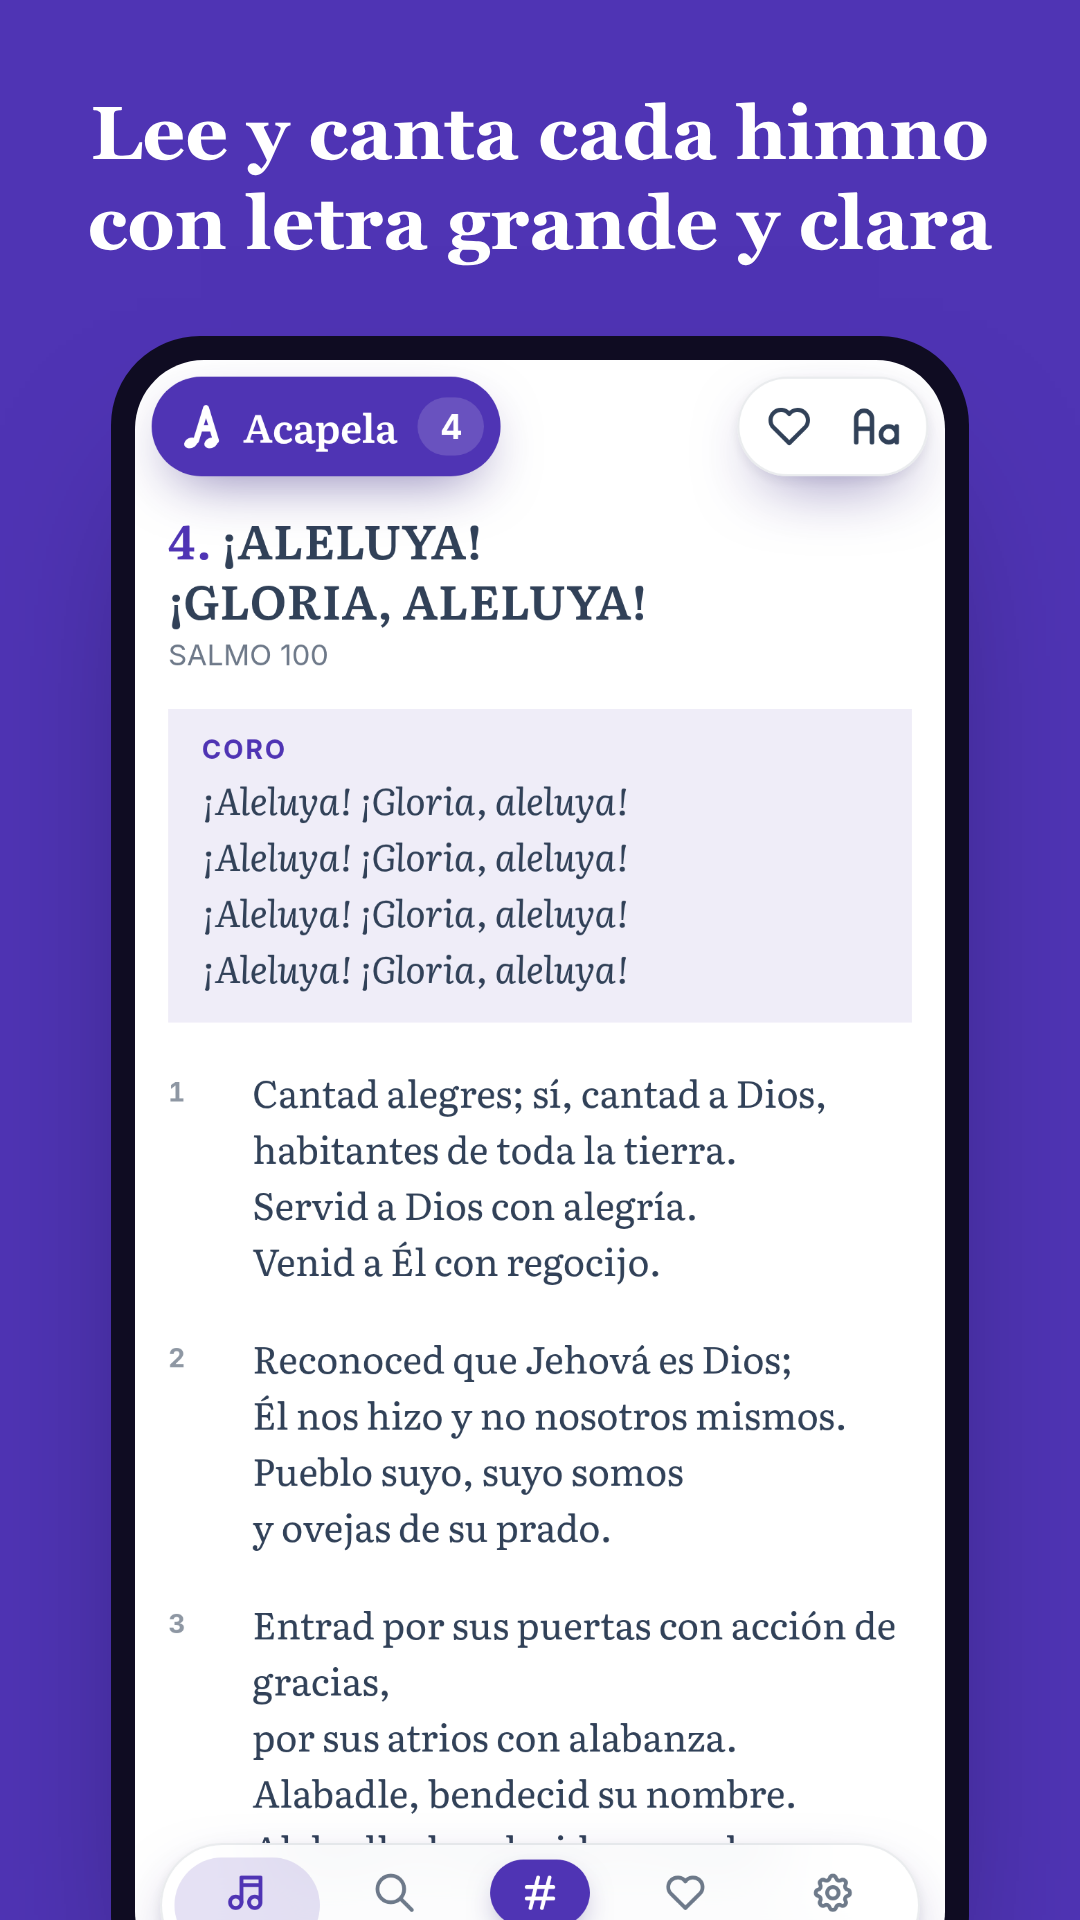 Lee y canta cada himno
con letra grande y clara
Acapela 4
Aa
4. ¡ALELUYA!
¡GLORIA, ALELUYA!
SALMO 100
CORO
¡Aleluya! ¡Gloria, aleluya!
¡Aleluya! ¡Gloria, aleluya!
¡Aleluya! ¡Gloria, aleluya!
¡Aleluya! ¡Gloria, aleluya!
1 Cantad alegres; sí, cantad a Dios,
habitantes de toda la tierra.
Servid a Dios con alegría.
Venid a Él con regocijo.
2 Reconoced que Jehová es Dios;
Él nos hizo y no nosotros mismos.
Pueblo suyo, suyo somos
y ovejas de su prado.
3 Entrad por sus puertas con acción de
gracias,
por sus atrios con alabanza.
Alabadle, bendecid su nombre.
#